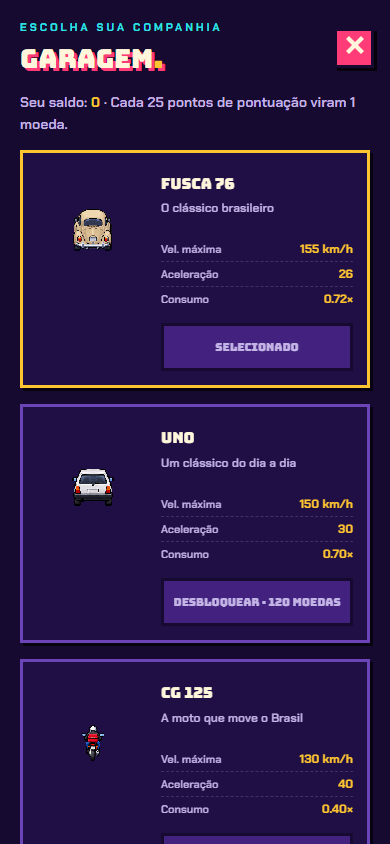 ESCOLHA SUA COMPANHIA
GARAGEM.
×
Seu saldo: 0 · Cada 25 pontos de pontuação viram 1
moeda.
FUSCA 76
O clássico brasileiro
Vel. máxima 155 km/h
Aceleração 26
Consumo 0.72×
SELECIONADO
UNO
Um clássico do dia a dia
Vel. máxima 150 km/h
Aceleração 30
Consumo 0.70×
DESBLOQUEAR · 120 MOEDAS
CG 125
A moto que move o Brasil
Vel. máxima 130 km/h
Aceleração 40
Consumo 0.40×